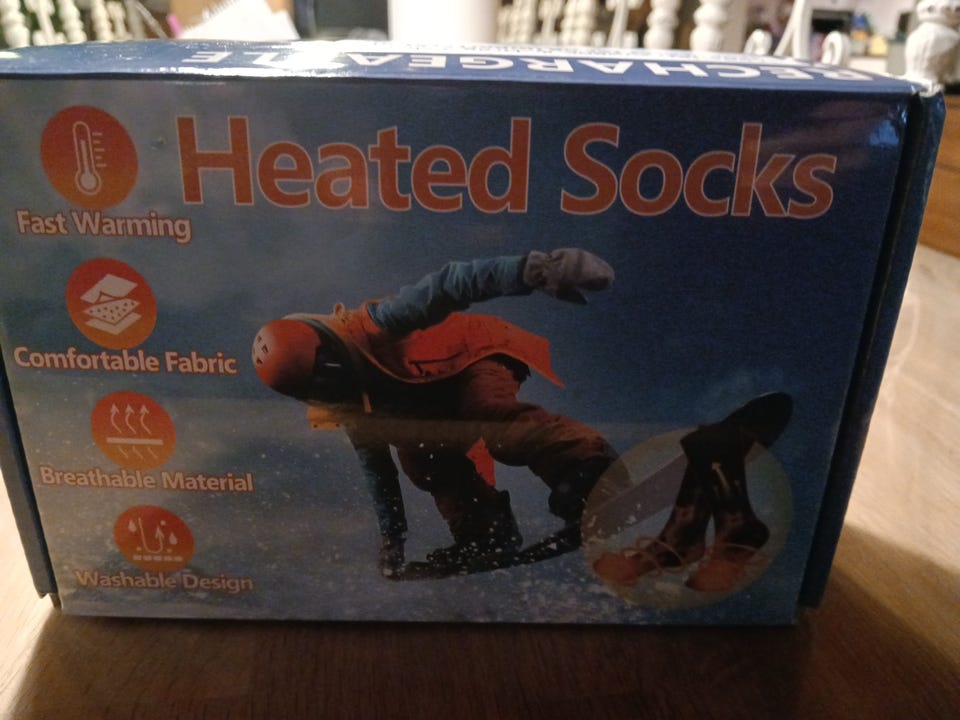 RECHARGEABLE
Heated Socks
Fast Warming
Comfortable Fabric
Breathable Material
Washable Design